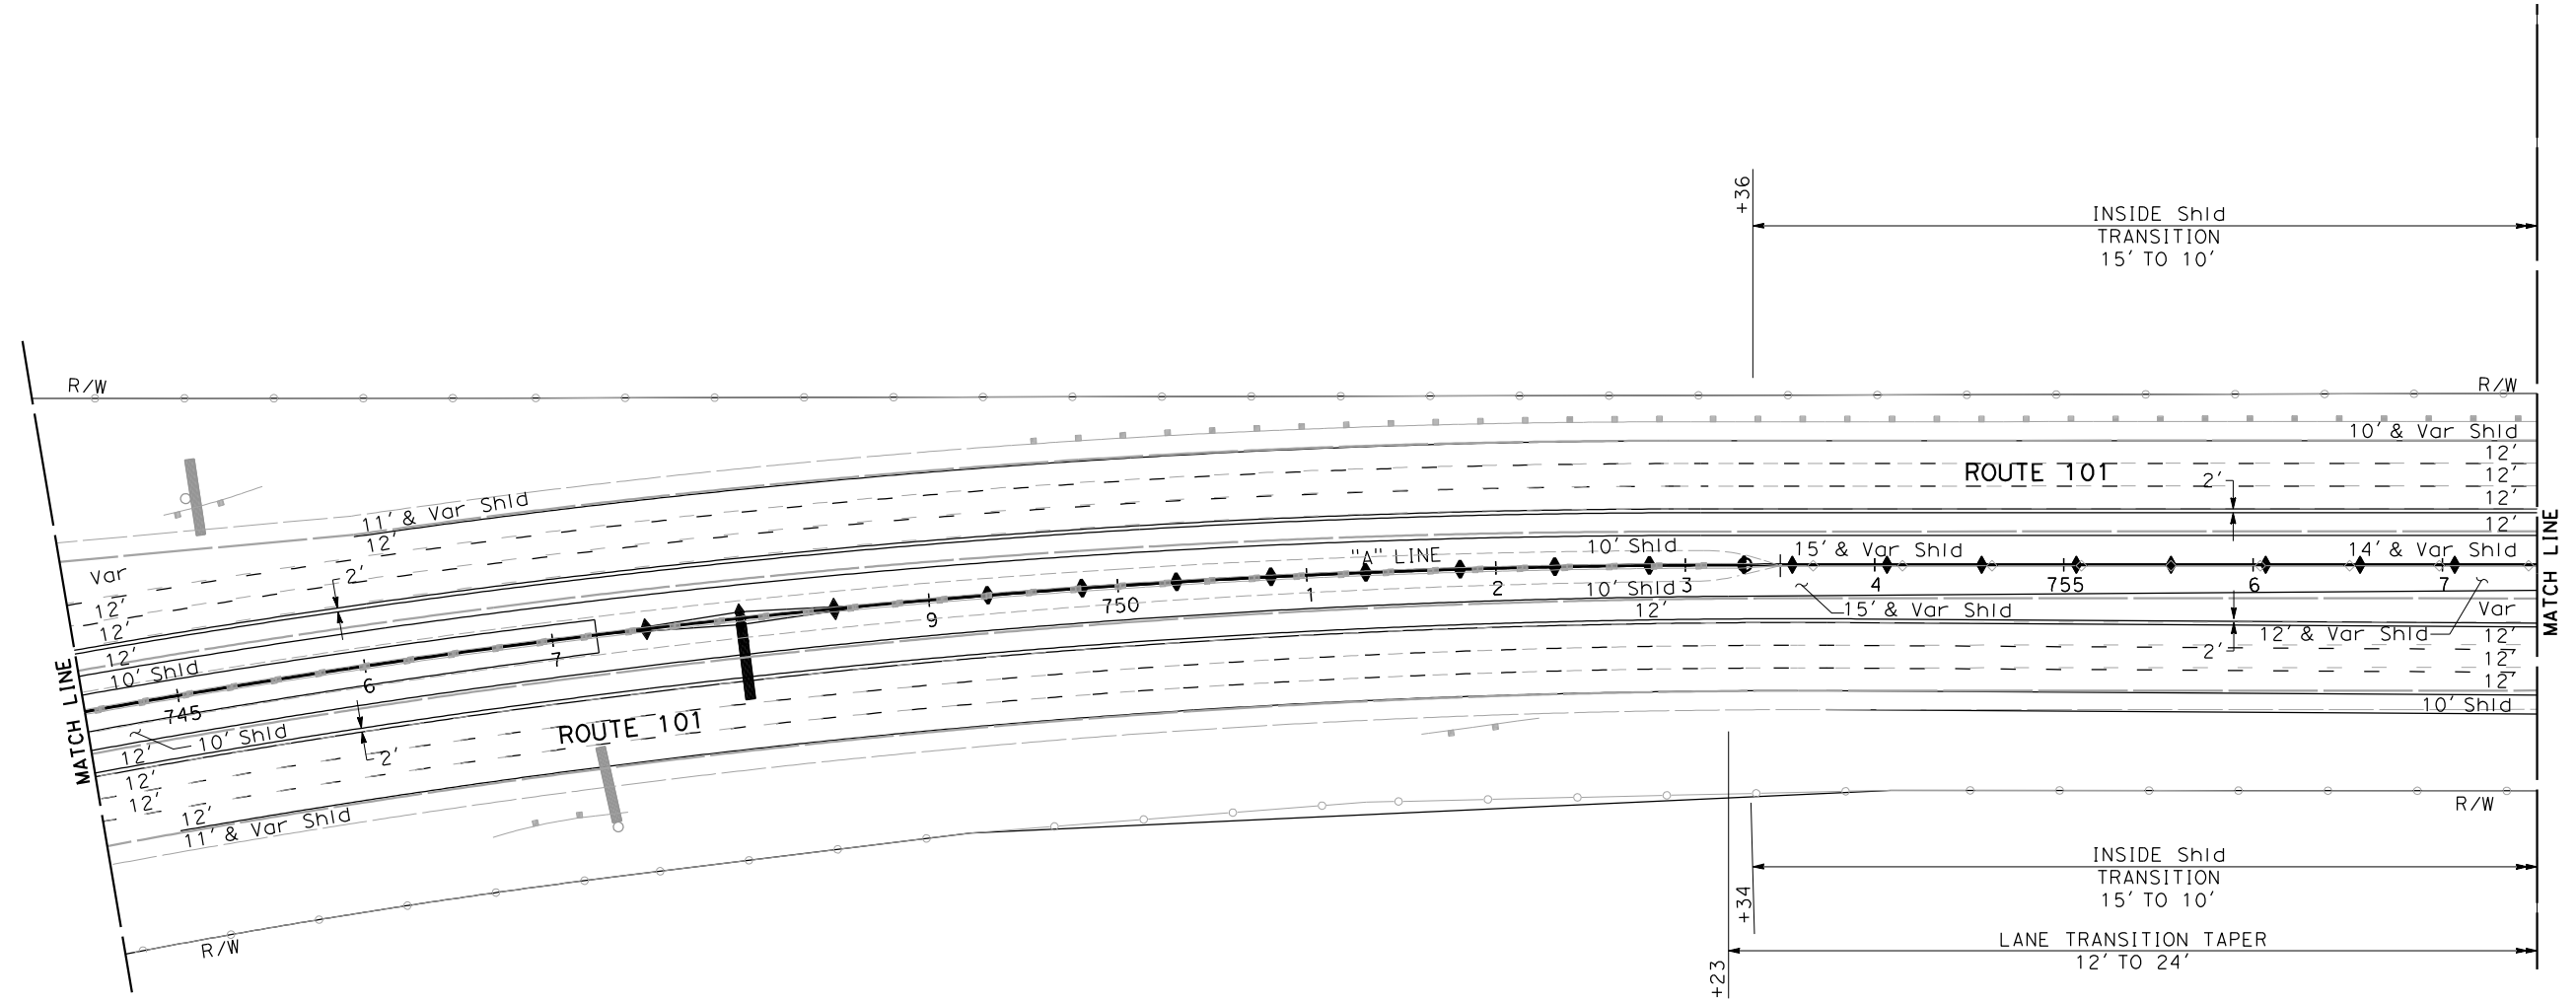 +36
INSIDE Shld
TRANSITION
15' TO 10'
R/W
R/W
10' & Var Shld
12'
12'
12'
12'
ROUTE 101
2'
11' & Var Shld
12'
Var
12'
12'
12'
2'
10' Shld
"A" LINE
10' Shld
10' Shld
15' & Var Shld
14' & Var Shld
745
6
7
9
750
1
2
3
4
755
6
7
12'
15' & Var Shld
12' & Var Shld
Var
12'
12'
12'
2'
10' Shld
MATCH LINE
MATCH LINE
10' Shld
12'
12'
12'
12'
2'
ROUTE 101
11' & Var Shld
R/W
R/W
+34
INSIDE Shld
TRANSITION
15' TO 10'
+23
LANE TRANSITION TAPER
12' TO 24'